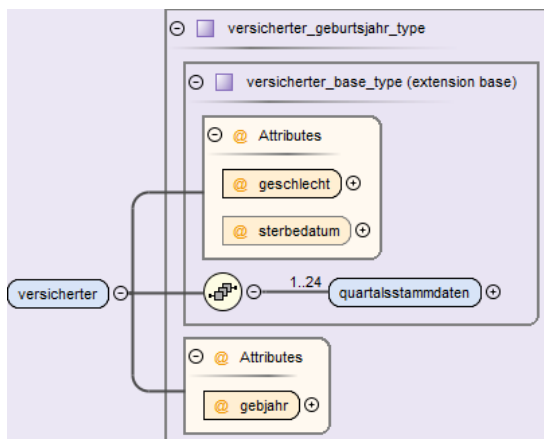 versicherter_geburtsjahr_type
versicherter_base_type (extension base)
@ Attributes
@ geschlecht
@ sterbedatum
versicherter
1..24
quartalsstammdaten
@ Attributes
@ gebjahr